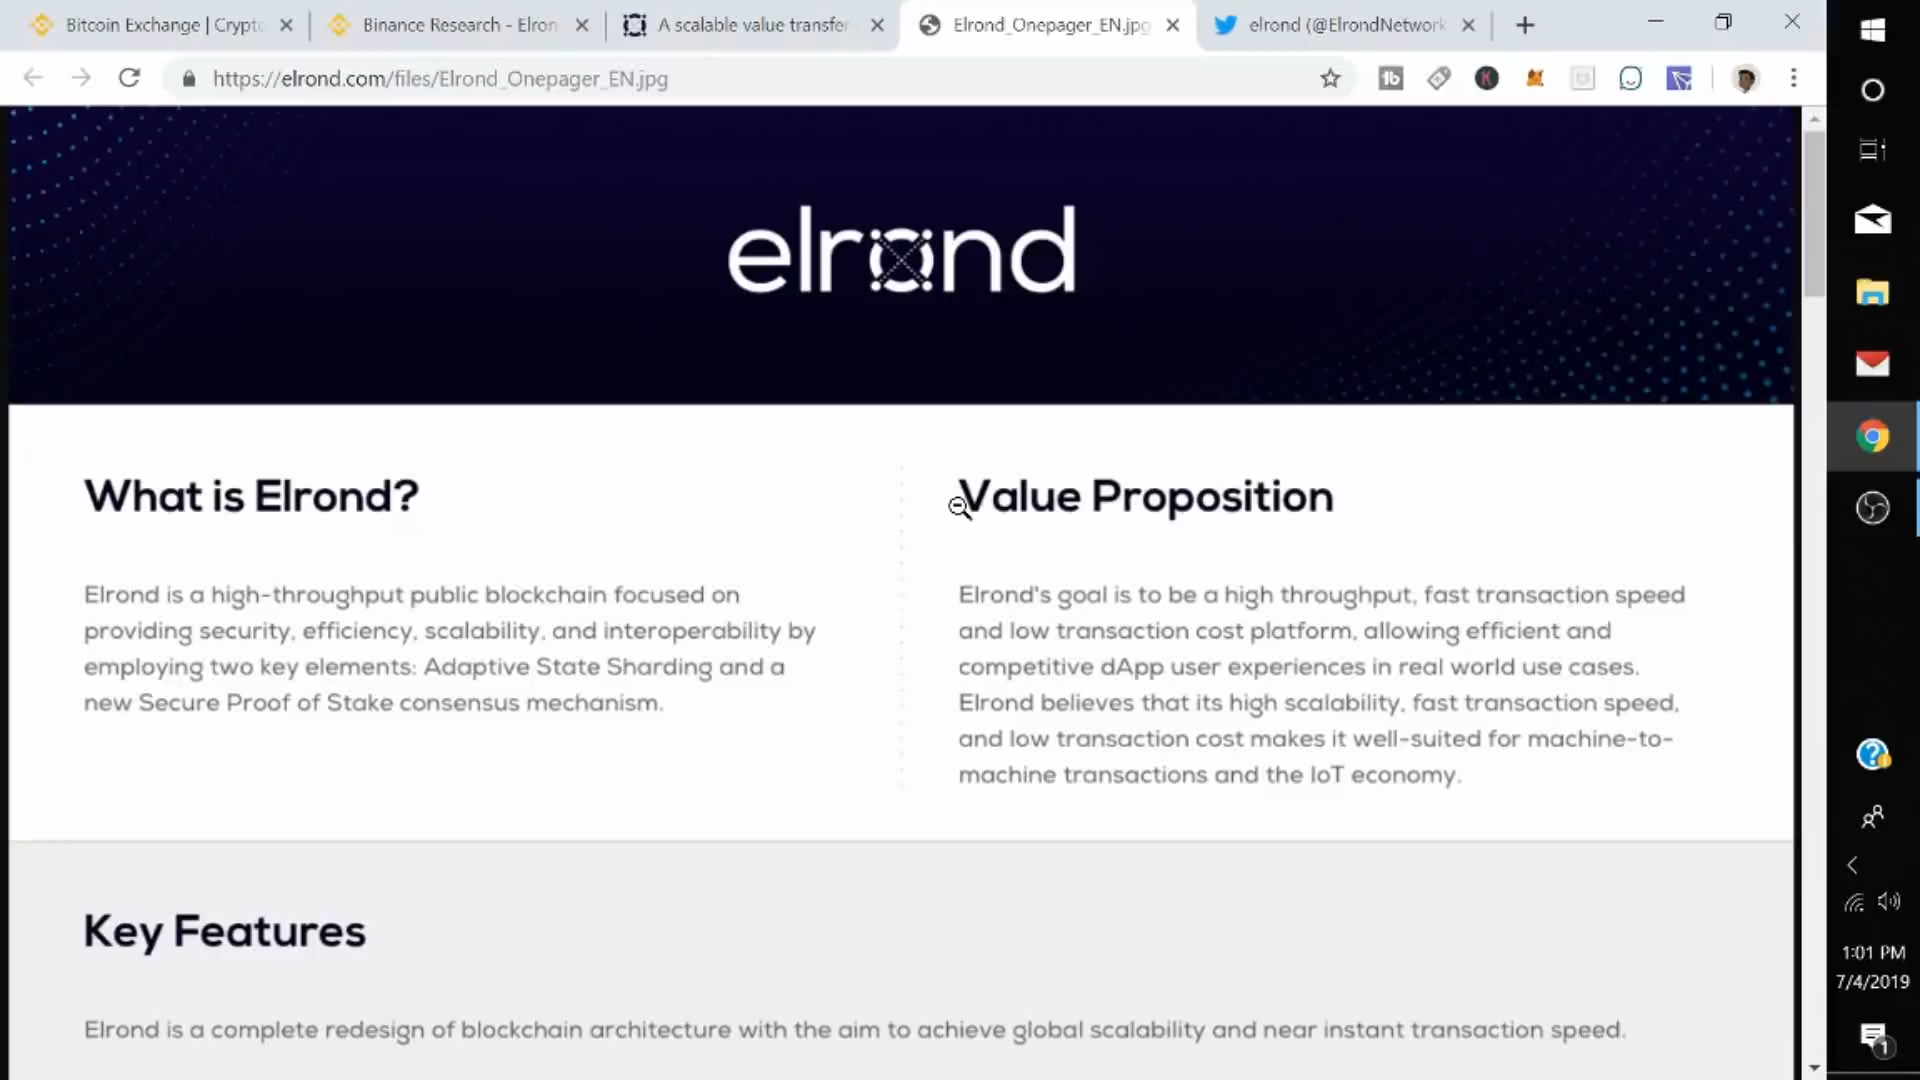 Bitcoin Exchange | Crypto
Binance Research - Elron
A scalable value transfer
Elrond_Onepager_EN.jpg
elrond (@ElrondNetwork
https://elrond.com/files/Elrond_Onepager_EN.jpg
elrond
What is Elrond?
Elrond is a high-throughput public blockchain focused on
providing security, efficiency, scalability, and interoperability by
employing two key elements: Adaptive State Sharding and a
new Secure Proof of Stake consensus mechanism.
Value Proposition
Elrond's goal is to be a high throughput, fast transaction speed
and low transaction cost platform, allowing efficient and
competitive dApp user experiences in real world use cases.
Elrond believes that its high scalability, fast transaction speed,
and low transaction cost makes it well-suited for machine-to-
machine transactions and the IoT economy.
Key Features
Elrond is a complete redesign of blockchain architecture with the aim to achieve global scalability and near instant transaction speed.
1:01 PM
7/4/2019
1